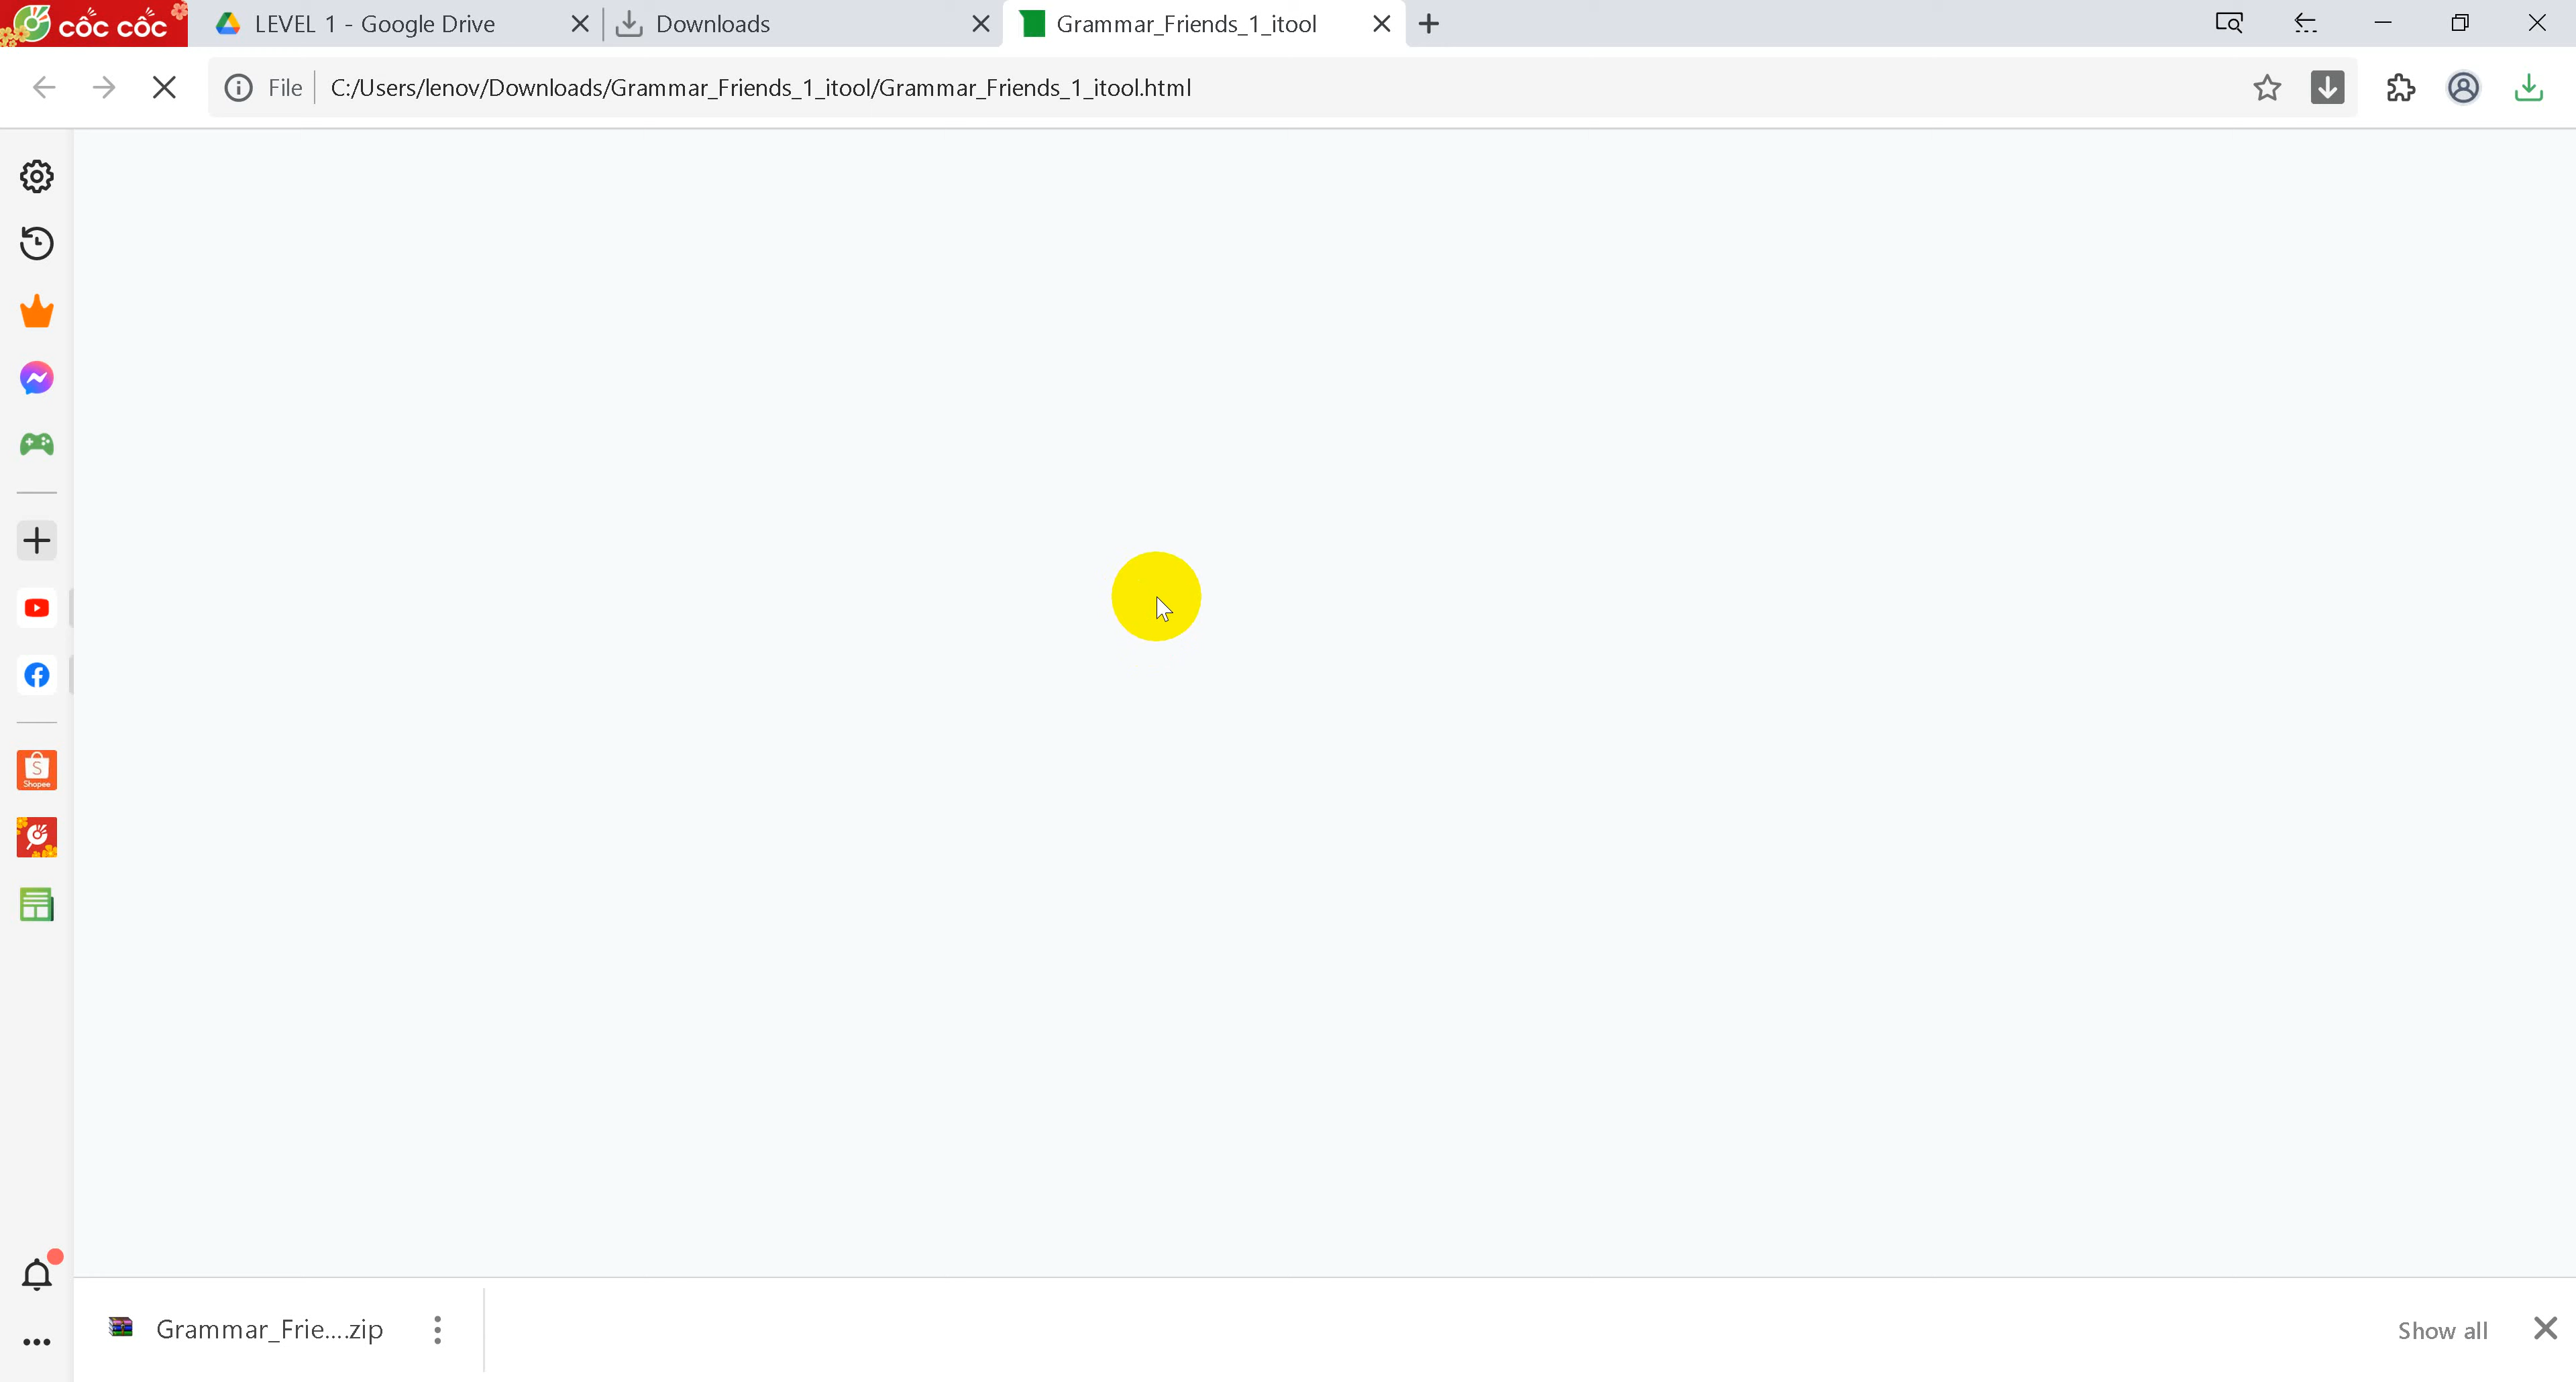 cốc cốc
LEVEL 1 - Google Drive
Downloads
Grammar_Friends_1_itool
File
C:/Users/lenov/Downloads/Grammar_Friends_1_itool/Grammar_Friends_1_itool.html
Shopee
Grammar_Frie....zip
Show all